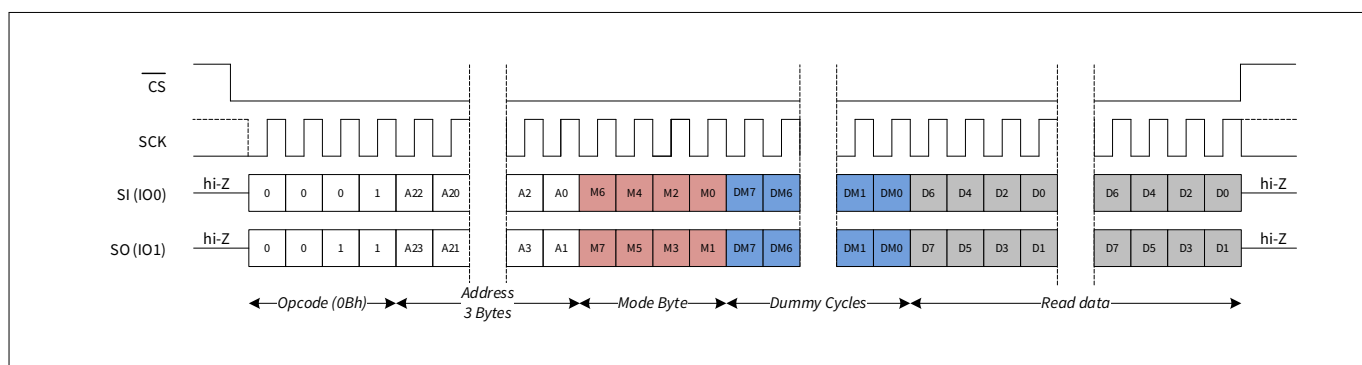 CS
SCK
hi-Z
SI (IO0)
0 0 0 1 A22 A20 A2 A0 M6 M4 M2 M0 DM7 DM6 DM1 DM0 D6 D4 D2 D0 D6 D4 D2 D0
hi-Z
hi-Z
SO (IO1)
0 0 1 1 A23 A21 A3 A1 M7 M5 M3 M1 DM7 DM6 DM1 DM0 D7 D5 D3 D1 D7 D5 D3 D1
hi-Z
Opcode (0Bh)
Address
3 Bytes
Mode Byte
Dummy Cycles
Read data